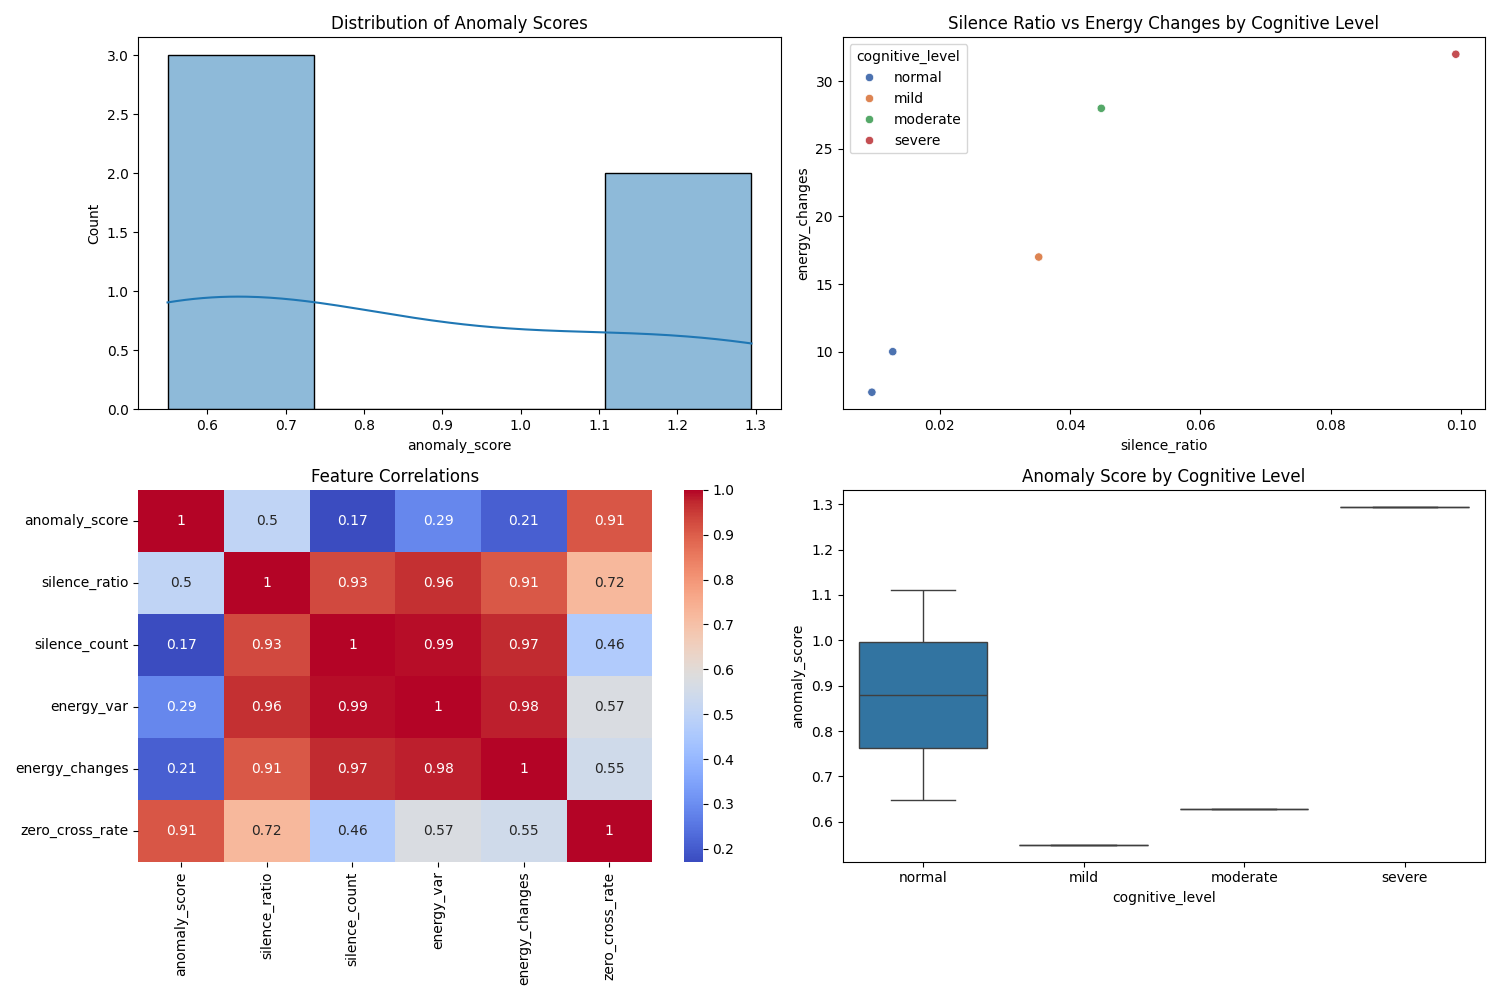 Distribution of Anomaly Scores
3.0
2.5
2.0
1.5
1.0
0.5
0.0
Count
0.6 0.7 0.8 0.9 1.0 1.1 1.2 1.3
anomaly_score
Silence Ratio vs Energy Changes by Cognitive Level
cognitive_level
normal
mild
moderate
severe
30
25
20
15
10
energy_changes
0.02 0.04 0.06 0.08 0.10
silence_ratio
Feature Correlations
anomaly_score 1 0.5 0.17 0.29 0.21 0.91
silence_ratio 0.5 1 0.93 0.96 0.91 0.72
silence_count 0.17 0.93 1 0.99 0.97 0.46
energy_var 0.29 0.96 0.99 1 0.98 0.57
energy_changes 0.21 0.91 0.97 0.98 1 0.55
zero_cross_rate 0.91 0.72 0.46 0.57 0.55 1
anomaly_score
silence_ratio
silence_count
energy_var
energy_changes
zero_cross_rate
1.0
0.9
0.8
0.7
0.6
0.5
0.4
0.3
0.2
Anomaly Score by Cognitive Level
1.3
1.2
1.1
1.0
0.9
0.8
0.7
0.6
anomaly_score
normal mild moderate severe
cognitive_level